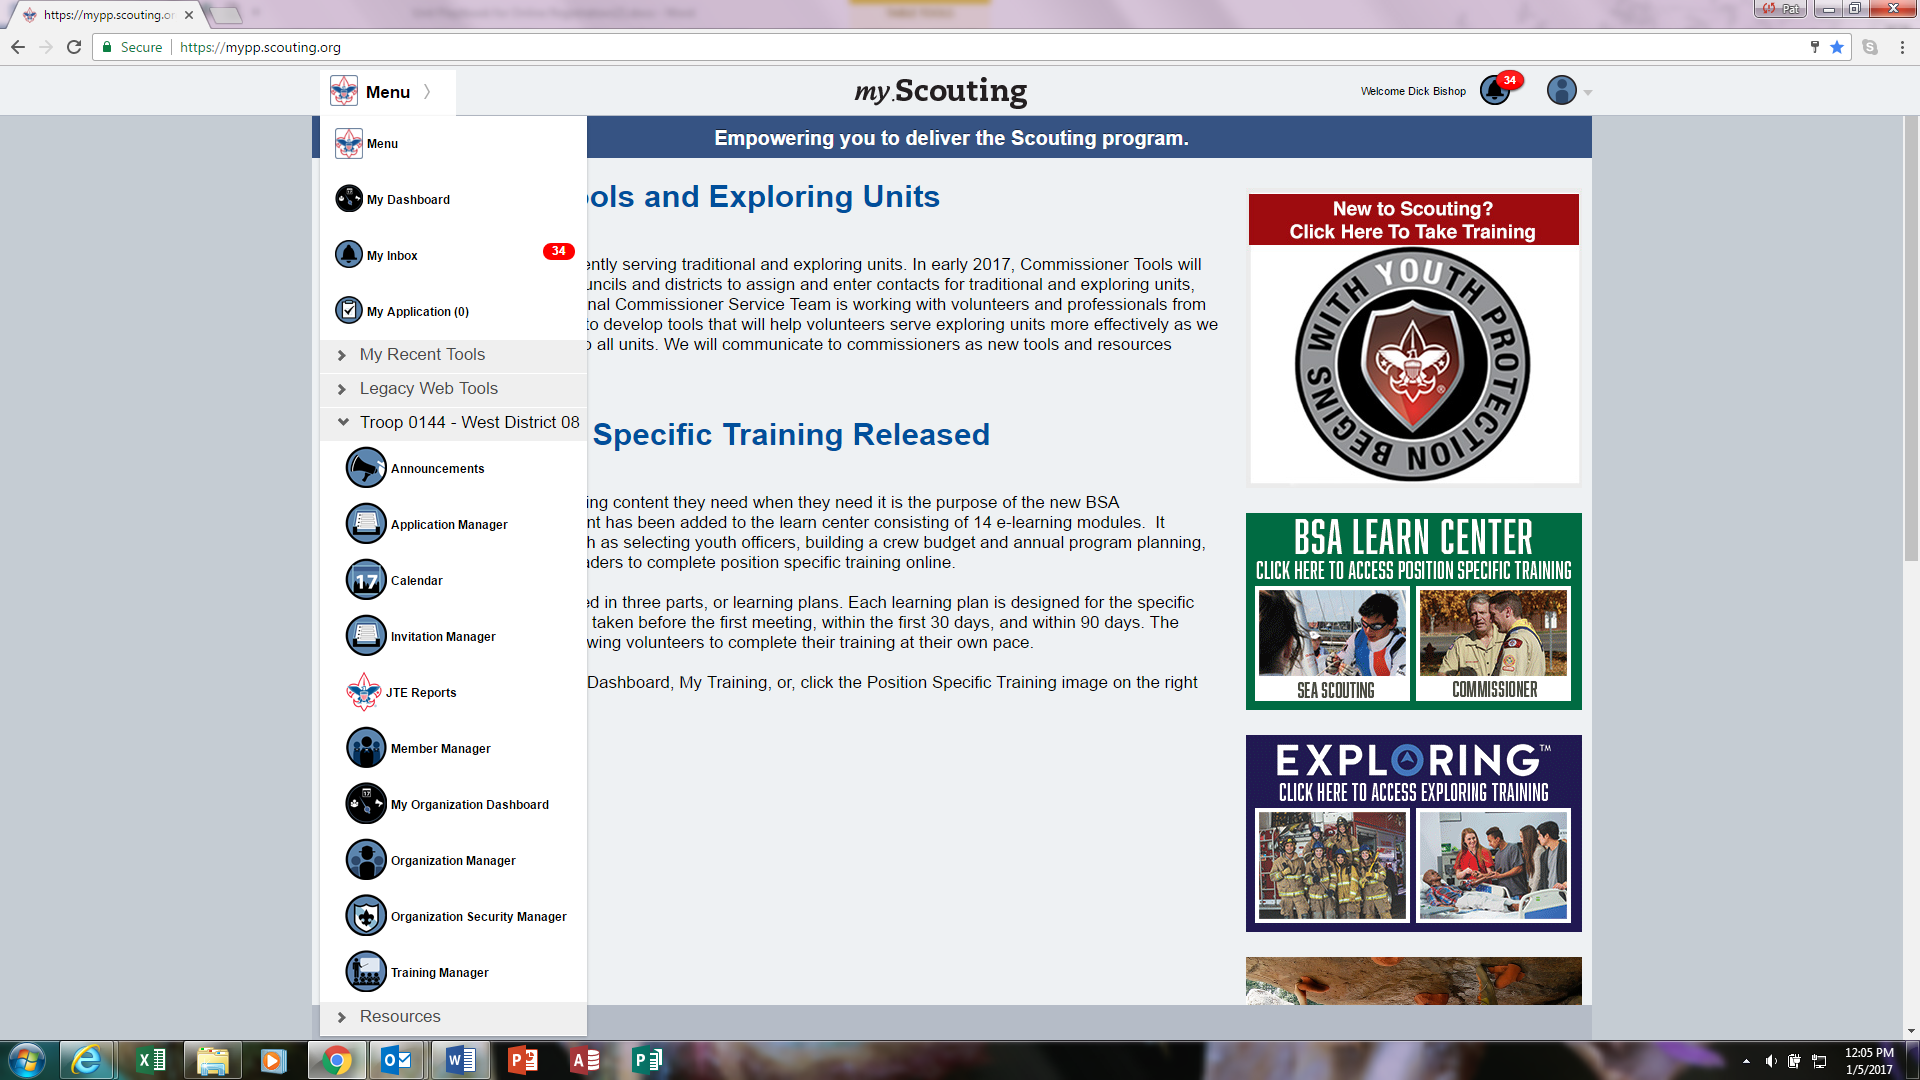 https://mypp.scouting.or
Pat
Secure
https://mypp.scouting.org
Menu
my.Scouting
Welcome Dick Bishop
34
Empowering you to deliver the Scouting program.
Menu
My Dashboard
My Inbox
34
My Application (0)
My Recent Tools
Legacy Web Tools
Troop 0144 - West District 08
Announcements
Application Manager
17
Calendar
Invitation Manager
JTE Reports
Member Manager
My Organization Dashboard
Organization Manager
Organization Security Manager
Training Manager
Resources
ools and Exploring Units
ently serving traditional and exploring units. In early 2017, Commissioner Tools will
uncils and districts to assign and enter contacts for traditional and exploring units,
nal Commissioner Service Team is working with volunteers and professionals from
to develop tools that will help volunteers serve exploring units more effectively as we
o all units. We will communicate to commissioners as new tools and resources
Specific Training Released
ing content they need when they need it is the purpose of the new BSA
nt has been added to the learn center consisting of 14 e-learning modules. It
h as selecting youth officers, building a crew budget and annual program planning,
aders to complete position specific training online.
ed in three parts, or learning plans. Each learning plan is designed for the specific
taken before the first meeting, within the first 30 days, and within 90 days. The
wing volunteers to complete their training at their own pace.
Dashboard, My Training, or, click the Position Specific Training image on the right
New to Scouting?
Click Here To Take Training
YOUTH PROTECTION
BEGINS WITH YOU
BSA LEARN CENTER
CLICK HERE TO ACCESS POSITION SPECIFIC TRAINING
SEA SCOUTING
COMMISSIONER
EXPLORING™
CLICK HERE TO ACCESS EXPLORING TRAINING
12:05 PM
1/5/2017